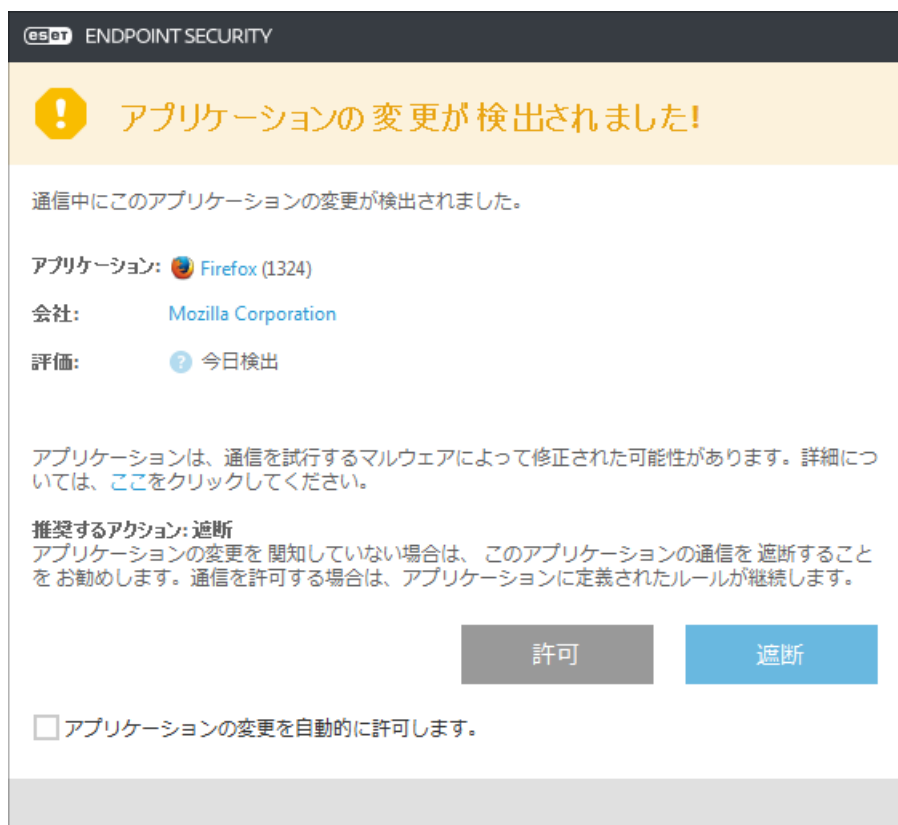 eset ENDPOINT SECURITY
アプリケーションの変更が検出されました!
通信中にこのアプリケーションの変更が検出されました。
アプリケーション: Firefox (1324)
会社: Mozilla Corporation
評価: ? 今日検出
アプリケーションは、通信を試行するマルウェアによって修正された可能性があります。詳細につ
いては、ここをクリックしてください。
推奨するアクション: 遮断
アプリケーションの変更を関知していない場合は、このアプリケーションの通信を遮断すること
をお勧めします。通信を許可する場合は、アプリケーションに定義されたルールが継続します。
許可 遮断
アプリケーションの変更を自動的に許可します。